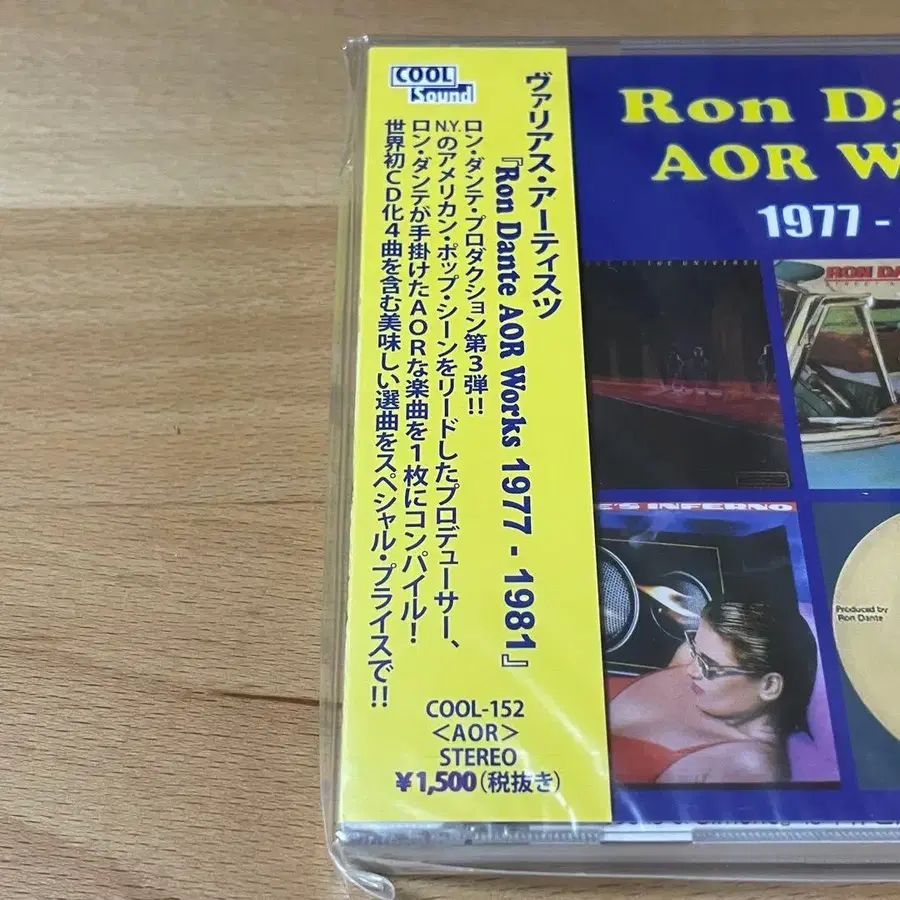 COOL
Sound
ヴァリアス・アーティスツ
『Ron Dante AOR Works 1977 - 1981』
ロン・ダンテ・プロダクション第3弾!!
N.Y.のアメリカン・ポップ・シーンをリードしたプロデューサー、
ロン・ダンテが手掛けたAORな楽曲を1枚にコンパイル!
世界初CD化4曲を含む美味しい選曲をスペシャル・プライスで!!
COOL-152
<AOR>
STEREO
¥1,500(税抜き)
Ron Da
AOR W
1977 -
THE UNIVERSE
RON DA
STREET A
E'S INFERNO
Produced by
Ron Dante